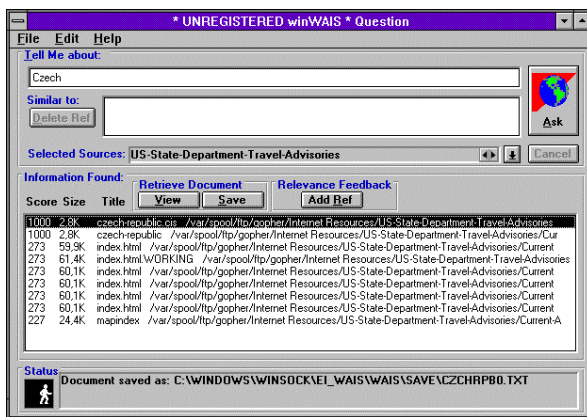 * UNREGISTERED winWAIS * Question
File Edit Help
Tell Me about:
Czech
Similar to:
Delete Ref
Ask
Selected Sources: US-State-Department-Travel-Advisories
Cancel
Information Found:
Retrieve Document
Relevance Feedback
Score Size Title View Save Add Ref
1000 2,8K czech-republic.cis /var/spool/ftp/gopher/Internet Resources/US-State-Department-Travel-Advisories
1000 2,8K czech-republic /var/spool/ftp/gopher/Internet Resources/US-State-Department-Travel-Advisories/Cur
273 59,9K index.html /var/spool/ftp/gopher/Internet Resources/US-State-Department-Travel-Advisories/Current
273 61,4K index.html.WORKING /var/spool/ftp/gopher/Internet Resources/US-State-Department-Travel-Advisories
273 60,1K index.html /var/spool/ftp/gopher/Internet Resources/US-State-Department-Travel-Advisories/Current
273 60,1K index.html /var/spool/ftp/gopher/Internet Resources/US-State-Department-Travel-Advisories/Current
273 60,1K index.html /var/spool/ftp/gopher/Internet Resources/US-State-Department-Travel-Advisories/Current
273 60,1K index.html /var/spool/ftp/gopher/Internet Resources/US-State-Department-Travel-Advisories/Current
227 24,4K mapindex /var/spool/ftp/gopher/Internet Resources/US-State-Department-Travel-Advisories/Current-A
Status
Document saved as: C:\WINDOWS\WINSOCK\EI_WAIS\WAIS\SAVE\CZCHRPB0.TXT